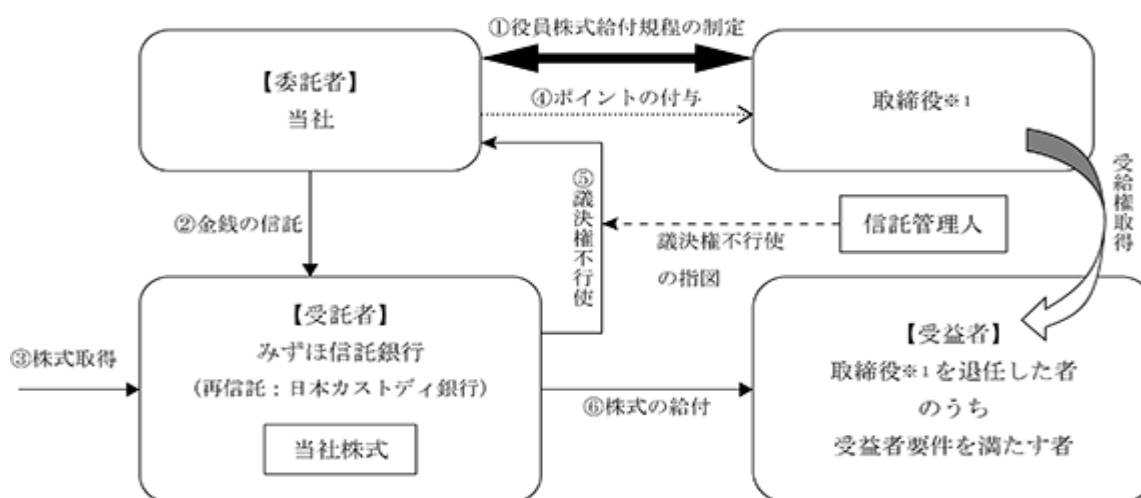 ①役員株式給付規程の制定
【委託者】
当社
④ポイントの付与
取締役※1
②金銭の信託
⑤議決権不行使
議決権不行使
の指図
信託管理人
受給権取得
③株式取得
【受託者】
みずほ信託銀行
(再信託：日本カストディ銀行)
当社株式
⑥株式の給付
【受益者】
取締役※1を退任した者
のうち
受益者要件を満たす者